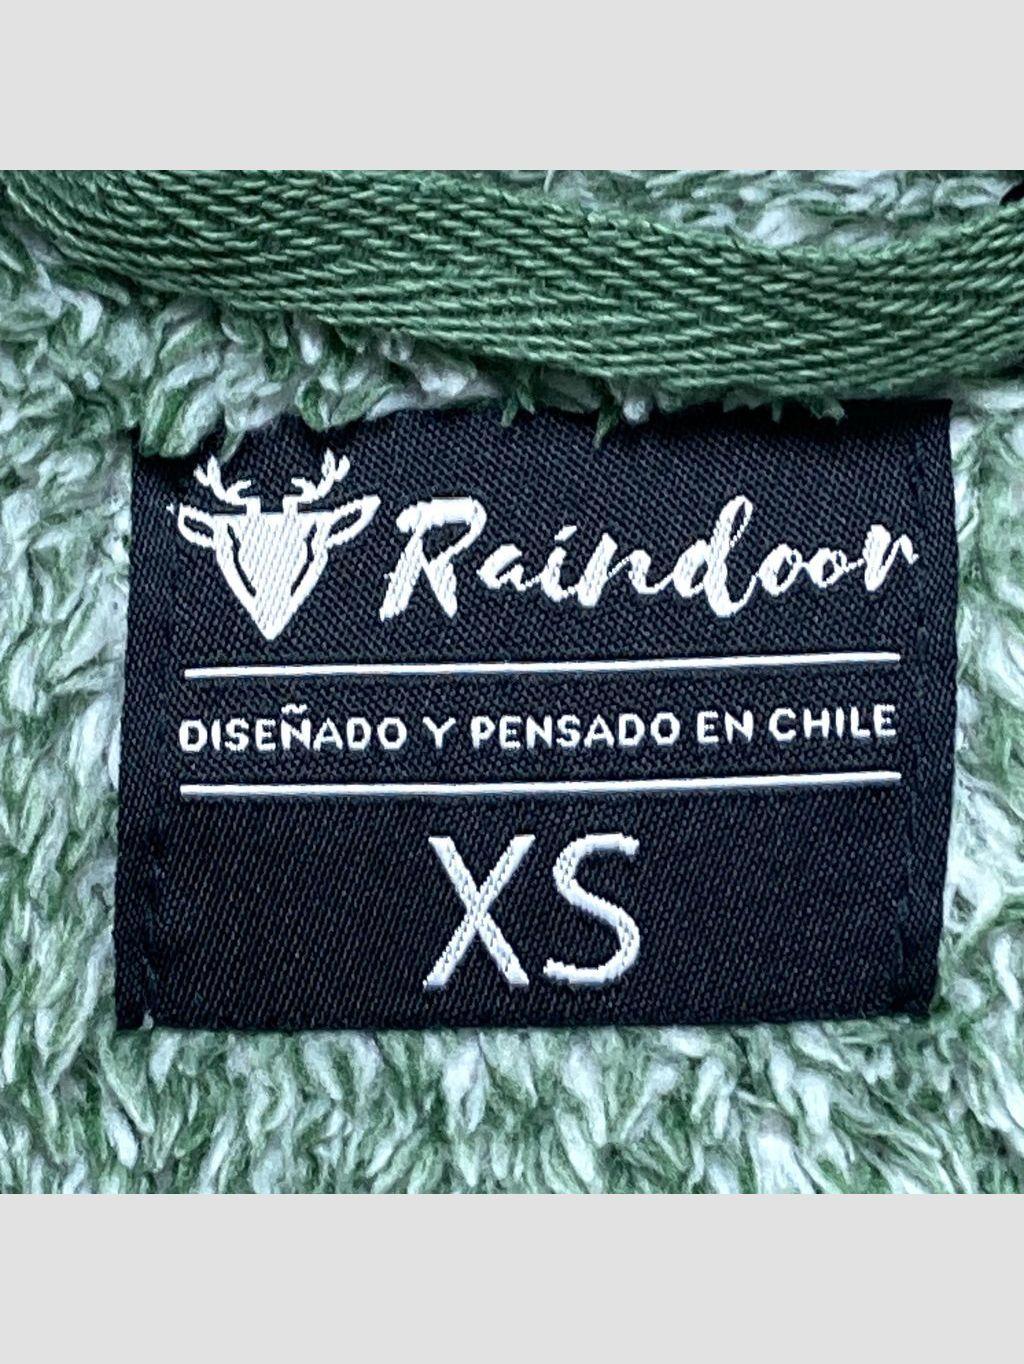 Raindoor
DISEÑADO Y PENSADO EN CHILE
XS